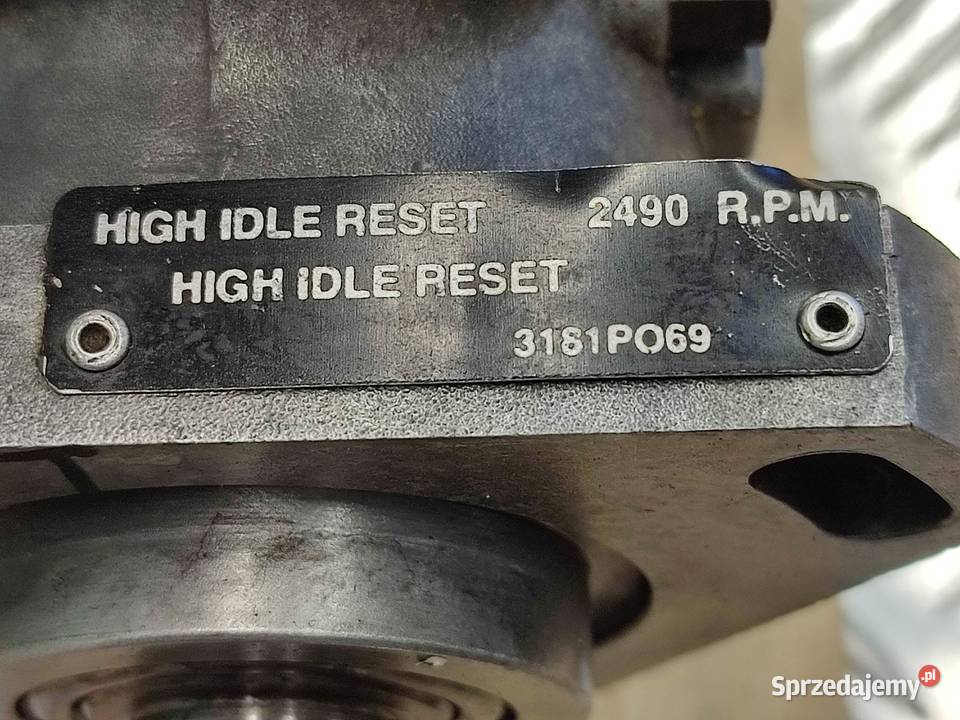 HIGH IDLE RESET 2490 R.P.M.
HIGH IDLE RESET
3181PO69
Sprzedajemy.pl